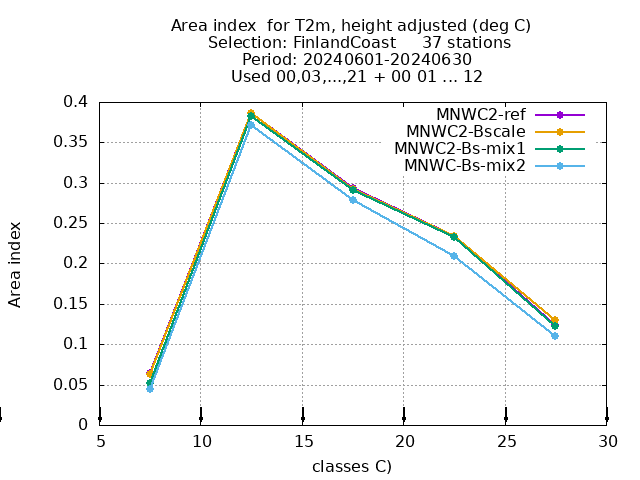 Area index  for T2m, height adjusted (deg C)
Selection: FinlandCoast     37 stations
Period: 20240601-20240630
Used 00,03,...,21 + 00 01 ... 12
MNWC2-ref
MNWC2-Bscale
MNWC2-Bs-mix1
MNWC-Bs-mix2
Area index
0.4
0.35
0.3
0.25
0.2
0.15
0.1
0.05
0
5 10 15 20 25 30
classes C)